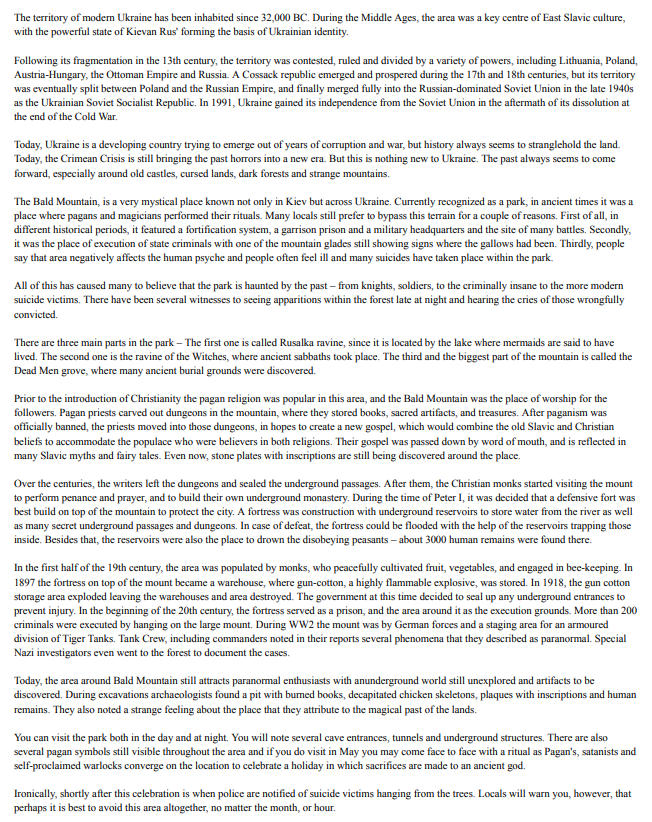 The territory of modern Ukraine has been inhabited since 32,000 BC. During the Middle Ages, the area was a key centre of East Slavic culture,
with the powerful state of Kievan Rus' forming the basis of Ukrainian identity.
Following its fragmentation in the 13th century, the territory was contested, ruled and divided by a variety of powers, including Lithuania, Poland,
Austria-Hungary, the Ottoman Empire and Russia. A Cossack republic emerged and prospered during the 17th and 18th centuries, but its territory
was eventually split between Poland and the Russian Empire, and finally merged fully into the Russian-dominated Soviet Union in the late 1940s
as the Ukrainian Soviet Socialist Republic. In 1991, Ukraine gained its independence from the Soviet Union in the aftermath of its dissolution at
the end of the Cold War.
Today, Ukraine is a developing country trying to emerge out of years of corruption and war, but history always seems to stranglehold the land.
Today, the Crimean Crisis is still bringing the past horrors into a new era. But this is nothing new to Ukraine. The past always seems to come
forward, especially around old castles, cursed lands, dark forests and strange mountains.
The Bald Mountain, is a very mystical place known not only in Kiev but across Ukraine. Currently recognized as a park, in ancient times it was a
place where pagans and magicians performed their rituals. Many locals still prefer to bypass this terrain for a couple of reasons. First of all, in
different historical periods, it featured a fortification system, a garrison prison and a military headquarters and the site of many battles. Secondly,
it was the place of execution of state criminals with one of the mountain glades still showing signs where the gallows had been. Thirdly, people
say that area negatively affects the human psyche and people often feel ill and many suicides have taken place within the park.
All of this has caused many to believe that the park is haunted by the past – from knights, soldiers, to the criminally insane to the more modern
suicide victims. There have been several witnesses to seeing apparitions within the forest late at night and hearing the cries of those wrongfully
convicted.
There are three main parts in the park – The first one is called Rusalka ravine, since it is located by the lake where mermaids are said to have
lived. The second one is the ravine of the Witches, where ancient sabbaths took place. The third and the biggest part of the mountain is called the
Dead Men grove, where many ancient burial grounds were discovered.
Prior to the introduction of Christianity the pagan religion was popular in this area, and the Bald Mountain was the place of worship for the
followers. Pagan priests carved out dungeons in the mountain, where they stored books, sacred artifacts, and treasures. After paganism was
officially banned, the priests moved into those dungeons, in hopes to create a new gospel, which would combine the old Slavic and Christian
beliefs to accommodate the populace who were believers in both religions. Their gospel was passed down by word of mouth, and is reflected in
many Slavic myths and fairy tales. Even now, stone plates with inscriptions are still being discovered around the place.
Over the centuries, the writers left the dungeons and sealed the underground passages. After them, the Christian monks started visiting the mount
to perform penance and prayer, and to build their own underground monastery. During the time of Peter I, it was decided that a defensive fort was
best build on top of the mountain to protect the city. A fortress was construction with underground reservoirs to store water from the river as well
as many secret underground passages and dungeons. In case of defeat, the fortress could be flooded with the help of the reservoirs trapping those
inside. Besides that, the reservoirs were also the place to drown the disobeying peasants – about 3000 human remains were found there.
In the first half of the 19th century, the area was populated by monks, who peacefully cultivated fruit, vegetables, and engaged in bee-keeping. In
1897 the fortress on top of the mount became a warehouse, where gun-cotton, a highly flammable explosive, was stored. In 1918, the gun cotton
storage area exploded leaving the warehouses and area destroyed. The government at this time decided to seal up any underground entrances to
prevent injury. In the beginning of the 20th century, the fortress served as a prison, and the area around it as the execution grounds. More than 200
criminals were executed by hanging on the large mount. During WW2 the mount was by German forces and a staging area for an armoured
division of Tiger Tanks. Tank Crew, including commanders noted in their reports several phenomena that they described as paranormal. Special
Nazi investigators even went to the forest to document the cases.
Today, the area around Bald Mountain still attracts paranormal enthusiasts with anunderground world still unexplored and artifacts to be
discovered. During excavations archaeologists found a pit with burned books, decapitated chicken skeletons, plaques with inscriptions and human
remains. They also noted a strange feeling about the place that they attribute to the magical past of the lands.
You can visit the park both in the day and at night. You will note several cave entrances, tunnels and underground structures. There are also
several pagan symbols still visible throughout the area and if you do visit in May you may come face to face with a ritual as Pagan's, satanists and
self-proclaimed warlocks converge on the location to celebrate a holiday in which sacrifices are made to an ancient god.
Ironically, shortly after this celebration is when police are notified of suicide victims hanging from the trees. Locals will warn you, however, that
perhaps it is best to avoid this area altogether, no matter the month, or hour.